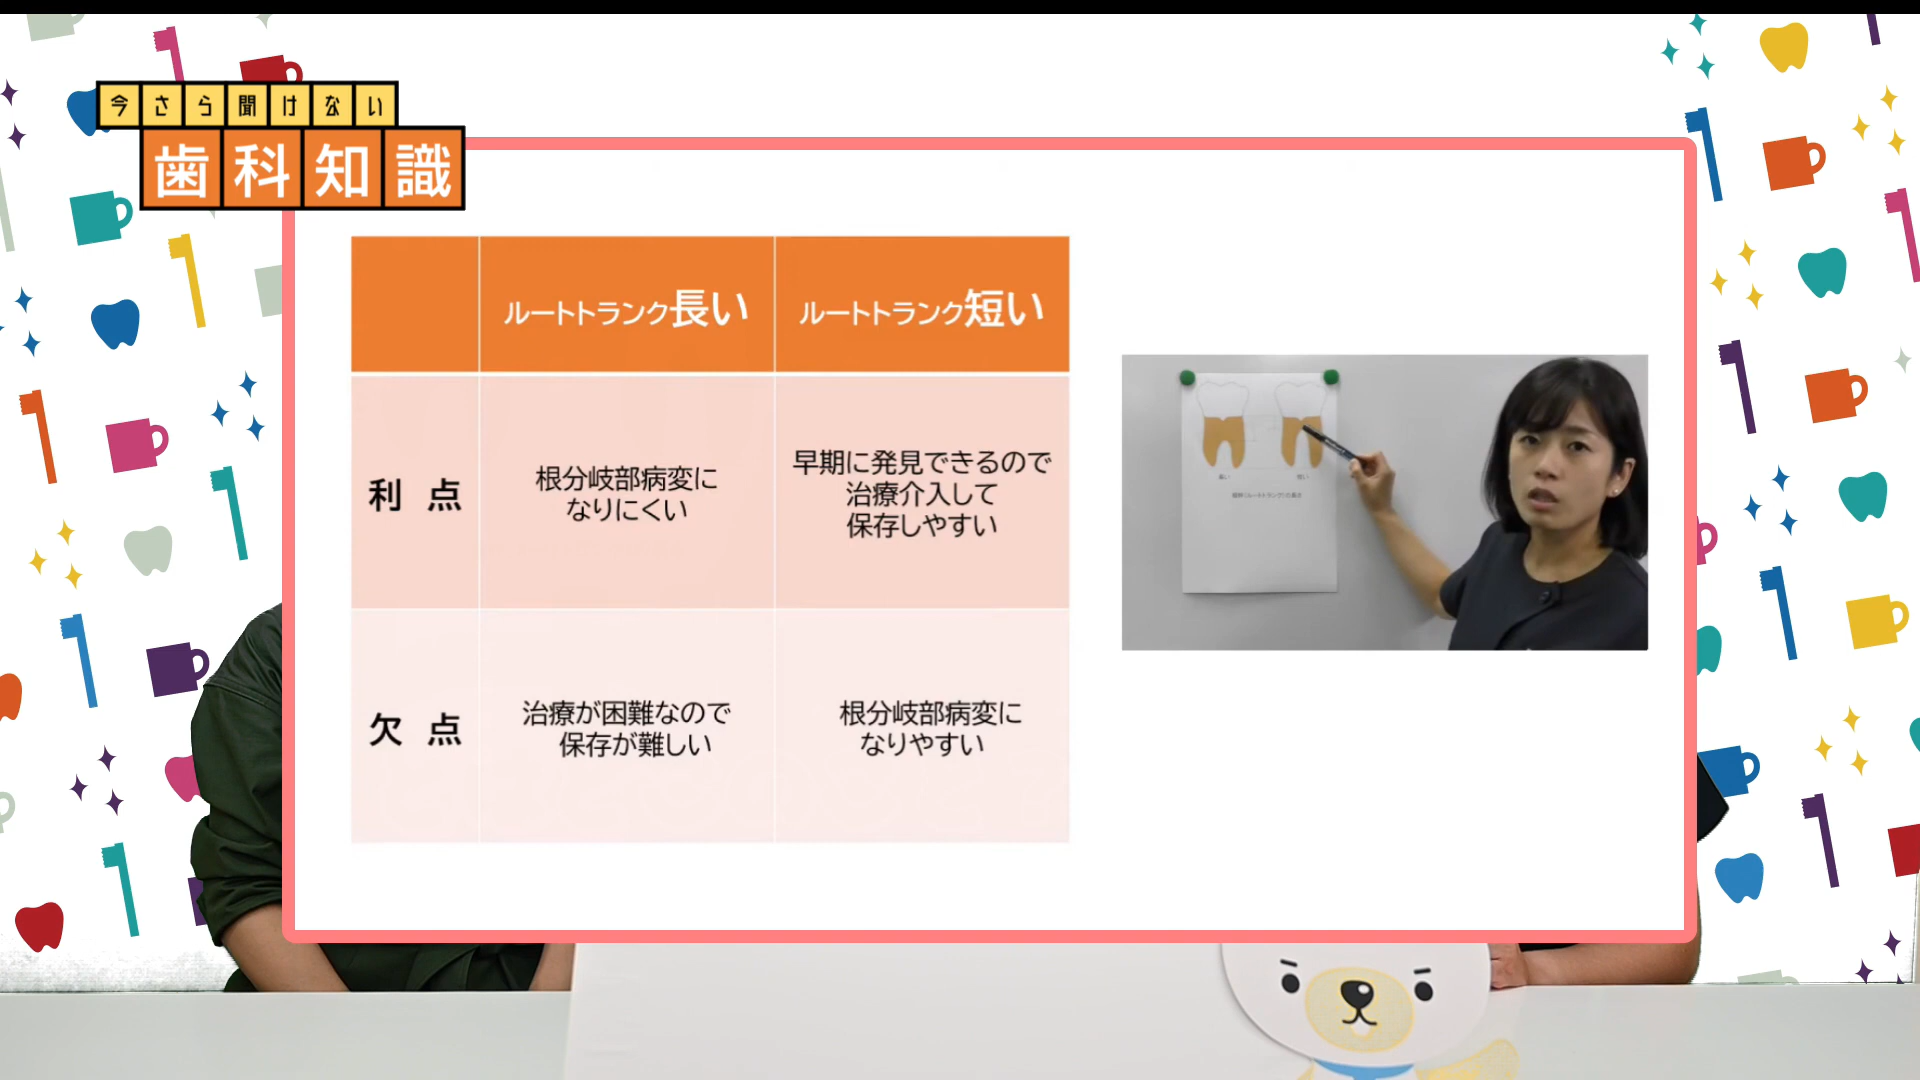 今さら聞けない
歯科知識
ルートトランク長い
ルートトランク短い
利点
根分岐部病変に
なりにくい
早期に発見できるので
治療介入して
保存しやすい
欠点
治療が困難なので
保存が難しい
根分岐部病変に
なりやすい
長い
短い